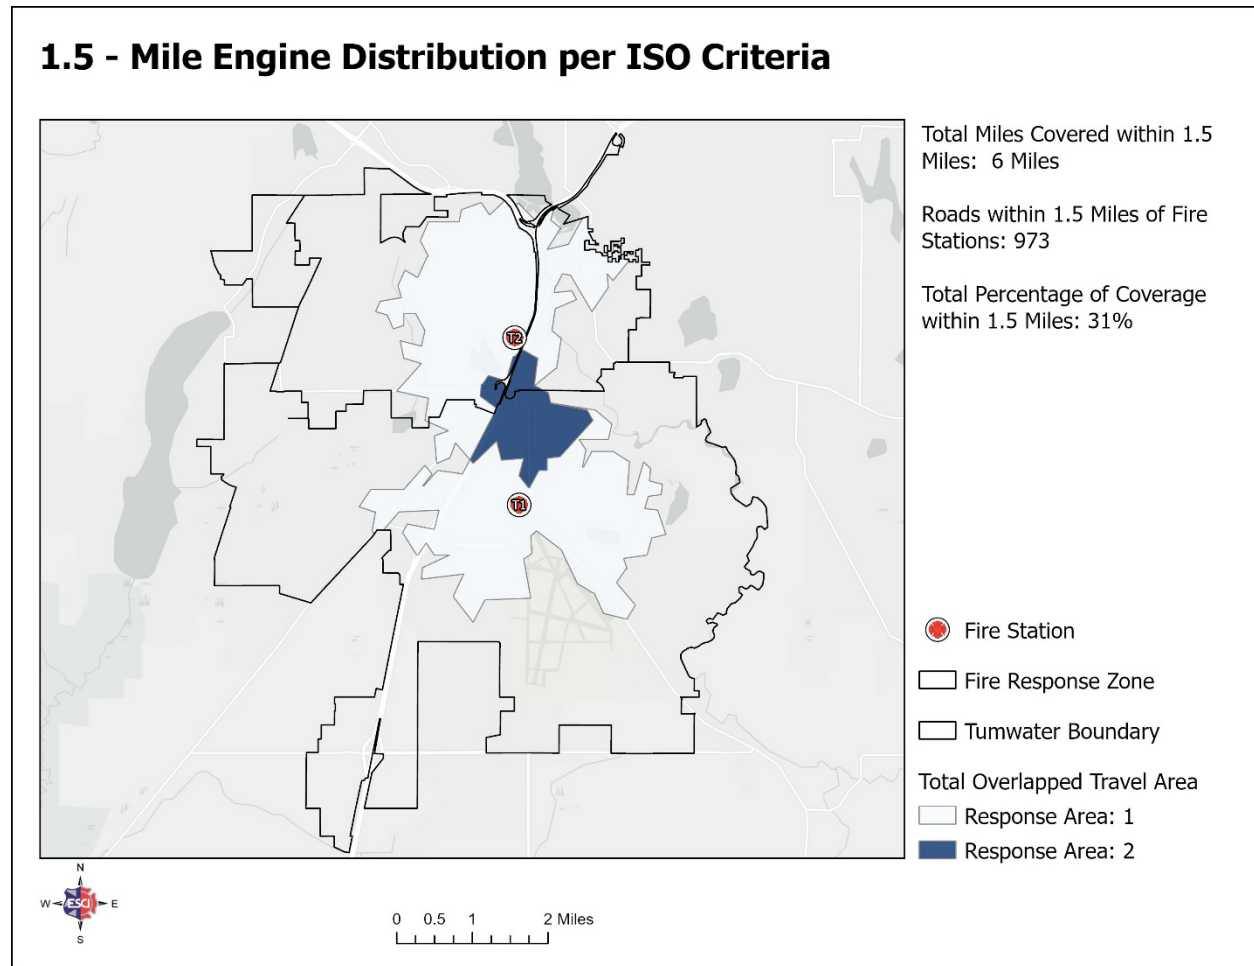 1.5 - Mile Engine Distribution per ISO Criteria
Total Miles Covered within 1.5
Miles:  6 Miles
Roads within 1.5 Miles of Fire
Stations: 973
Total Percentage of Coverage
within 1.5 Miles: 31%
T2
T1
Fire Station
Fire Response Zone
Tumwater Boundary
Total Overlapped Travel Area
Response Area: 1
Response Area: 2
N
W ESCI E
S
0 0.5 1 2 Miles